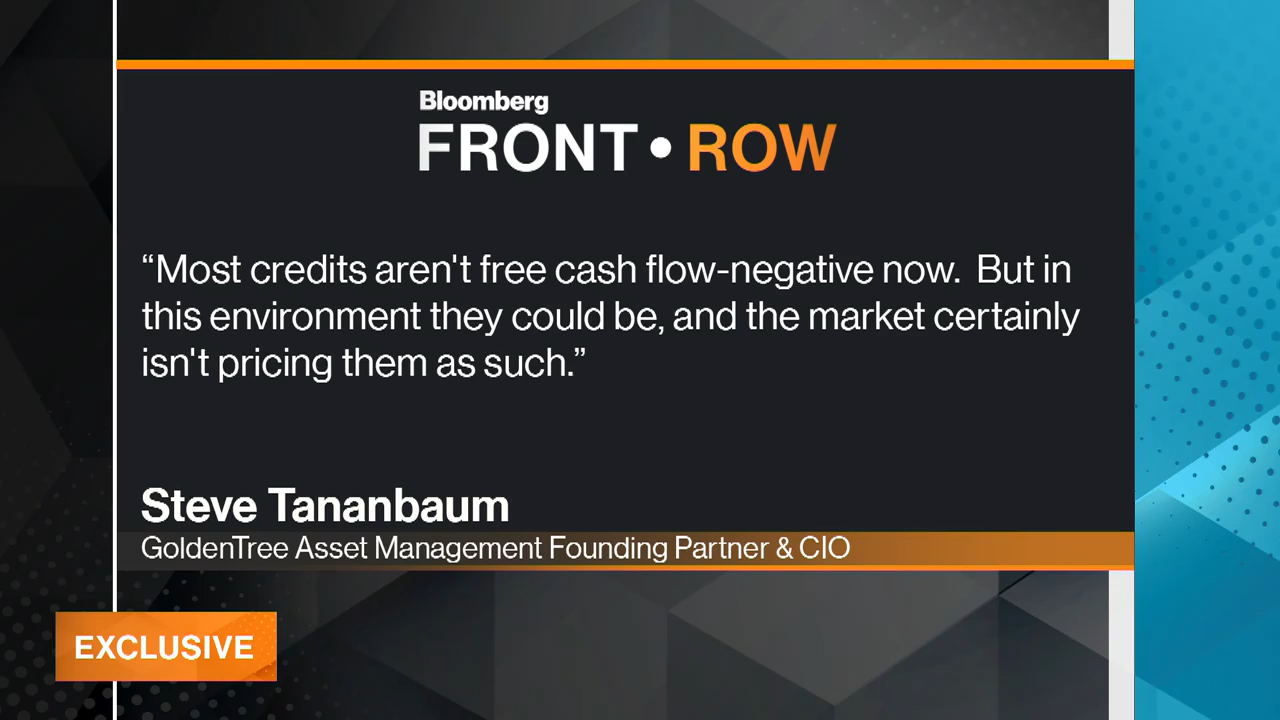 Bloomberg
FRONT • ROW
“Most credits aren't free cash flow-negative now.  But in
this environment they could be, and the market certainly
isn't pricing them as such.”
Steve Tananbaum
GoldenTree Asset Management Founding Partner & CIO
EXCLUSIVE